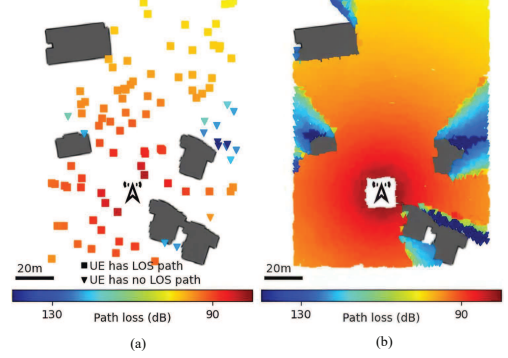 20m
UE has LOS path
UE has no LOS path
20m
130
90
130
90
Path loss (dB)
Path loss (dB)
(a)
(b)